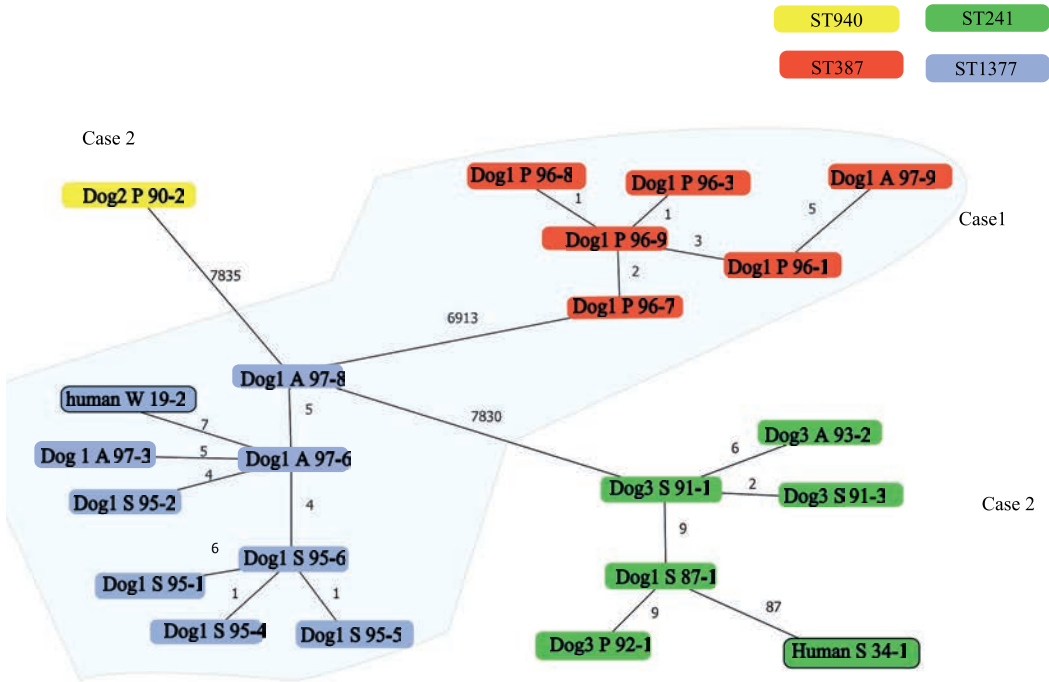 ST940 ST241
ST387 ST1377
Case 2
Dog2 P 90-2
Dog1 P 96-8
Dog1 P 96-3
Dog1 A 97-9
1
1
5
Case1
Dog1 P 96-9
3
Dog1 P 96-1
2
7835
Dog1 P 96-7
6913
Dog1 A 97-8
human W 19-2
5
7830
7
Dog3 A 93-2
Dog 1 A 97-3
5
Dog1 A 97-6
6
4
Dog3 S 91-1
2
Dog3 S 91-3
Dog1 S 95-2
4
Case 2
9
6
Dog1 S 95-6
Dog1 S 95-1
Dog1 S 87-1
1
1
9
87
Dog1 S 95-4
Dog1 S 95-5
Dog3 P 92-1
Human S 34-1